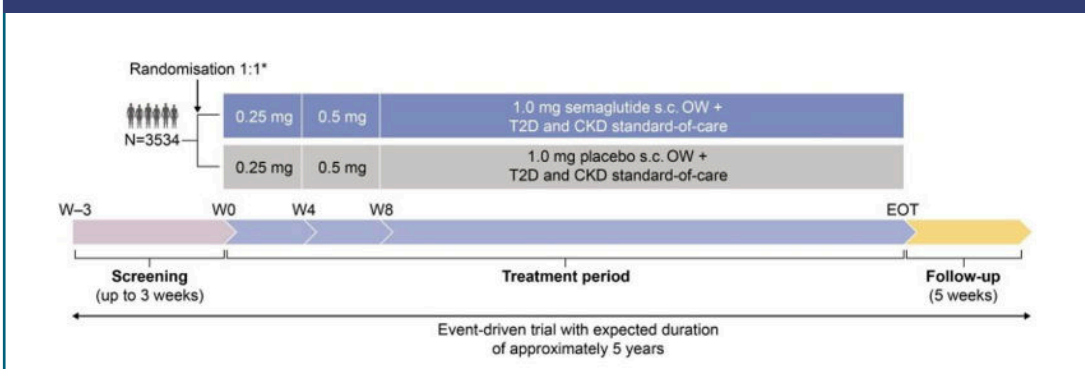 Randomisation 1:1*
N=3534
0.25 mg
0.5 mg
1.0 mg semaglutide s.c. OW +
T2D and CKD standard-of-care
0.25 mg
0.5 mg
1.0 mg placebo s.c. OW +
T2D and CKD standard-of-care
W–3
W0
W4
W8
EOT
Screening
(up to 3 weeks)
Treatment period
Follow-up
(5 weeks)
Event-driven trial with expected duration
of approximately 5 years